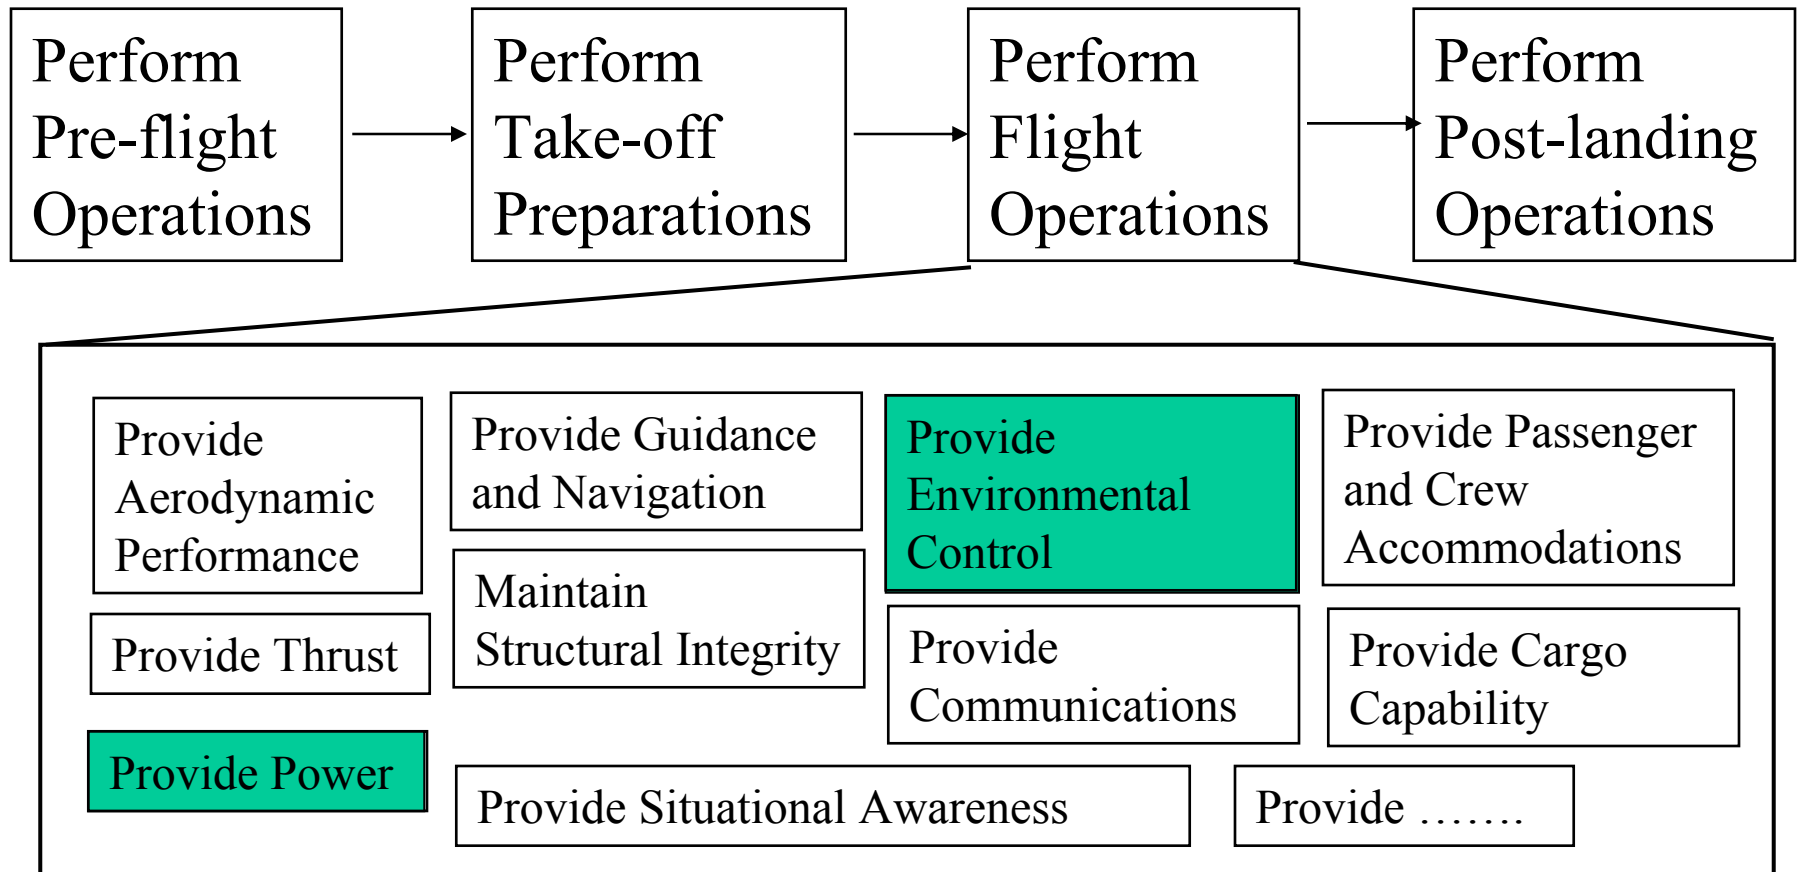 Perform
Pre-flight
Operations
Perform
Take-off
Preparations
Perform
Flight
Operations
Perform
Post-landing
Operations
Provide
Aerodynamic
Performance
Provide Guidance
and Navigation
Provide
Environmental
Control
Provide Passenger
and Crew
Accommodations
Provide Thrust
Maintain
Structural Integrity
Provide
Communications
Provide Cargo
Capability
Provide Power
Provide Situational Awareness
Provide …….